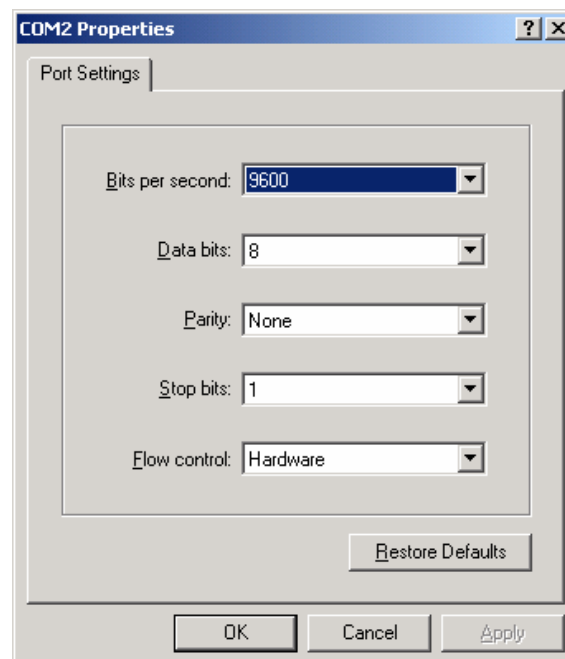 COM2 Properties
Port Settings
Bits per second: 9600
Data bits: 8
Parity: None
Stop bits: 1
Flow control: Hardware
Restore Defaults
OK Cancel Apply